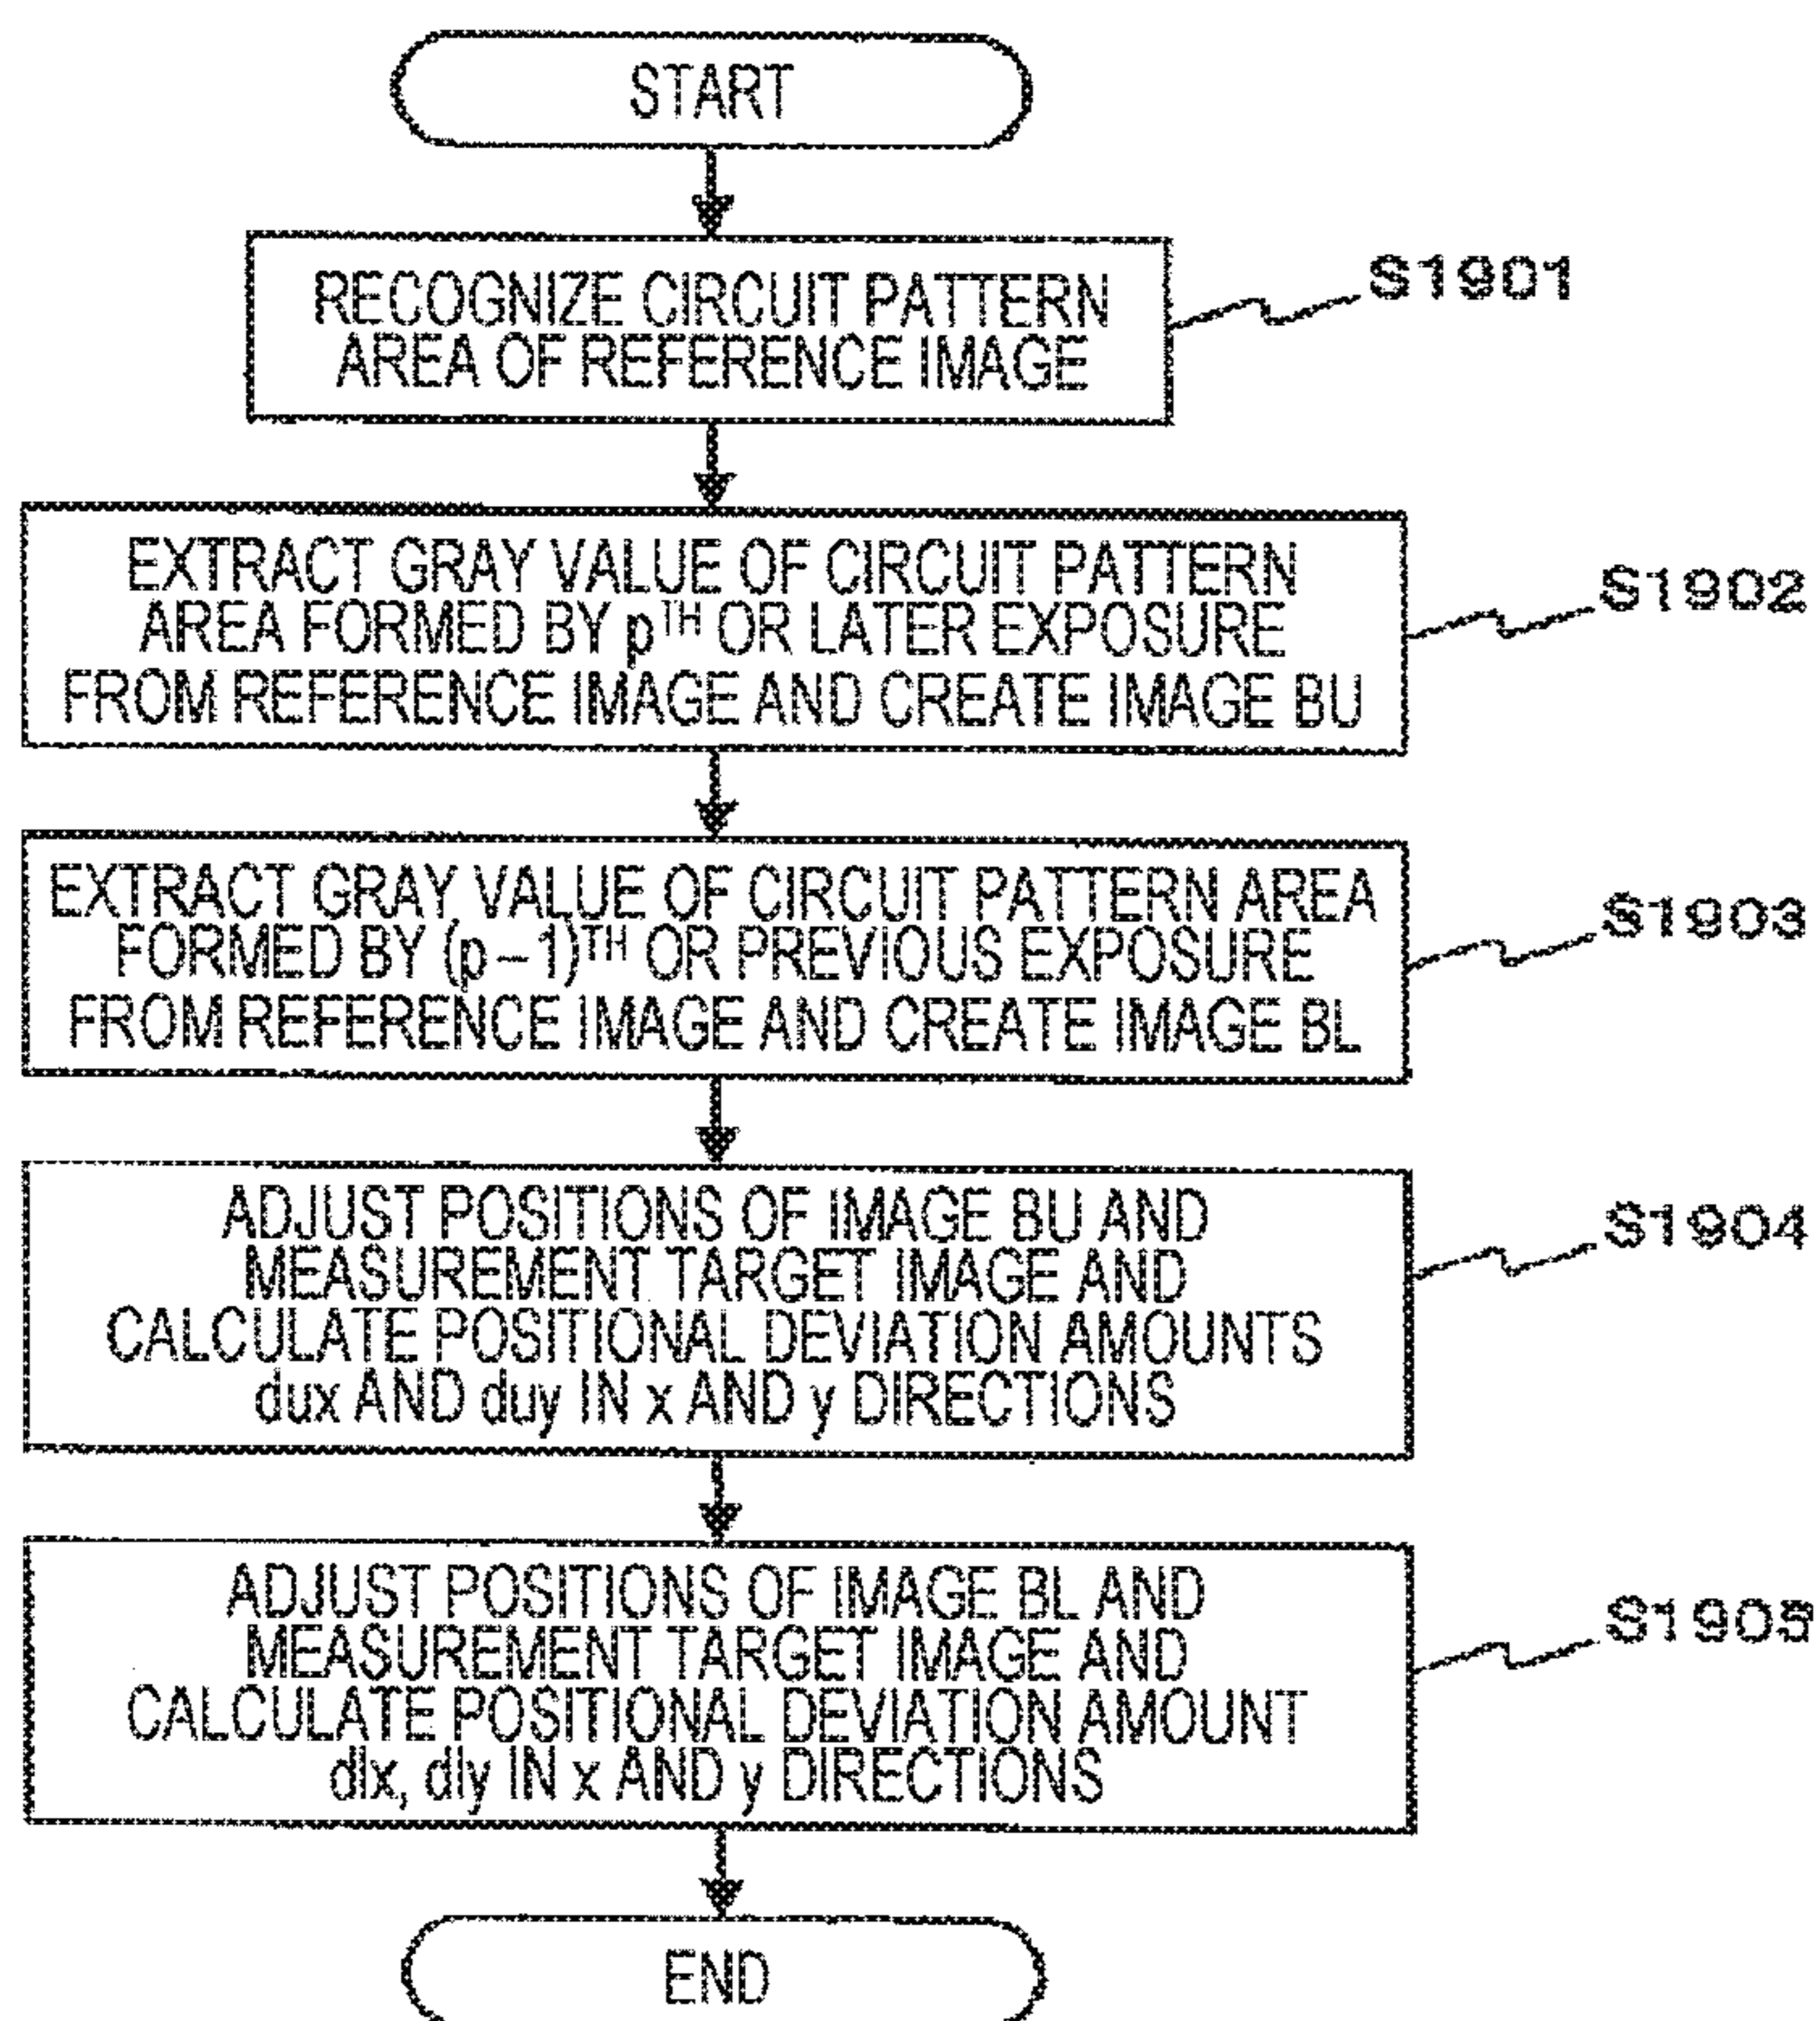 START
RECOGNIZE CIRCUIT PATTERN
AREA OF REFERENCE IMAGE
S1901
EXTRACT GRAY VALUE OF CIRCUIT PATTERN
AREA FORMED BY pTH OR LATER EXPOSURE
FROM REFERENCE IMAGE AND CREATE IMAGE BU
S1902
EXTRACT GRAY VALUE OF CIRCUIT PATTERN AREA
FORMED BY (p – 1)TH OR PREVIOUS EXPOSURE
FROM REFERENCE IMAGE AND CREATE IMAGE BL
S1903
ADJUST POSITIONS OF IMAGE BU AND
MEASUREMENT TARGET IMAGE AND
CALCULATE POSITIONAL DEVIATION AMOUNTS
dux AND duy IN x AND y DIRECTIONS
S1904
ADJUST POSITIONS OF IMAGE BL AND
MEASUREMENT TARGET IMAGE AND
CALCULATE POSITIONAL DEVIATION AMOUNT
dlx, dly IN x AND y DIRECTIONS
S1905
END